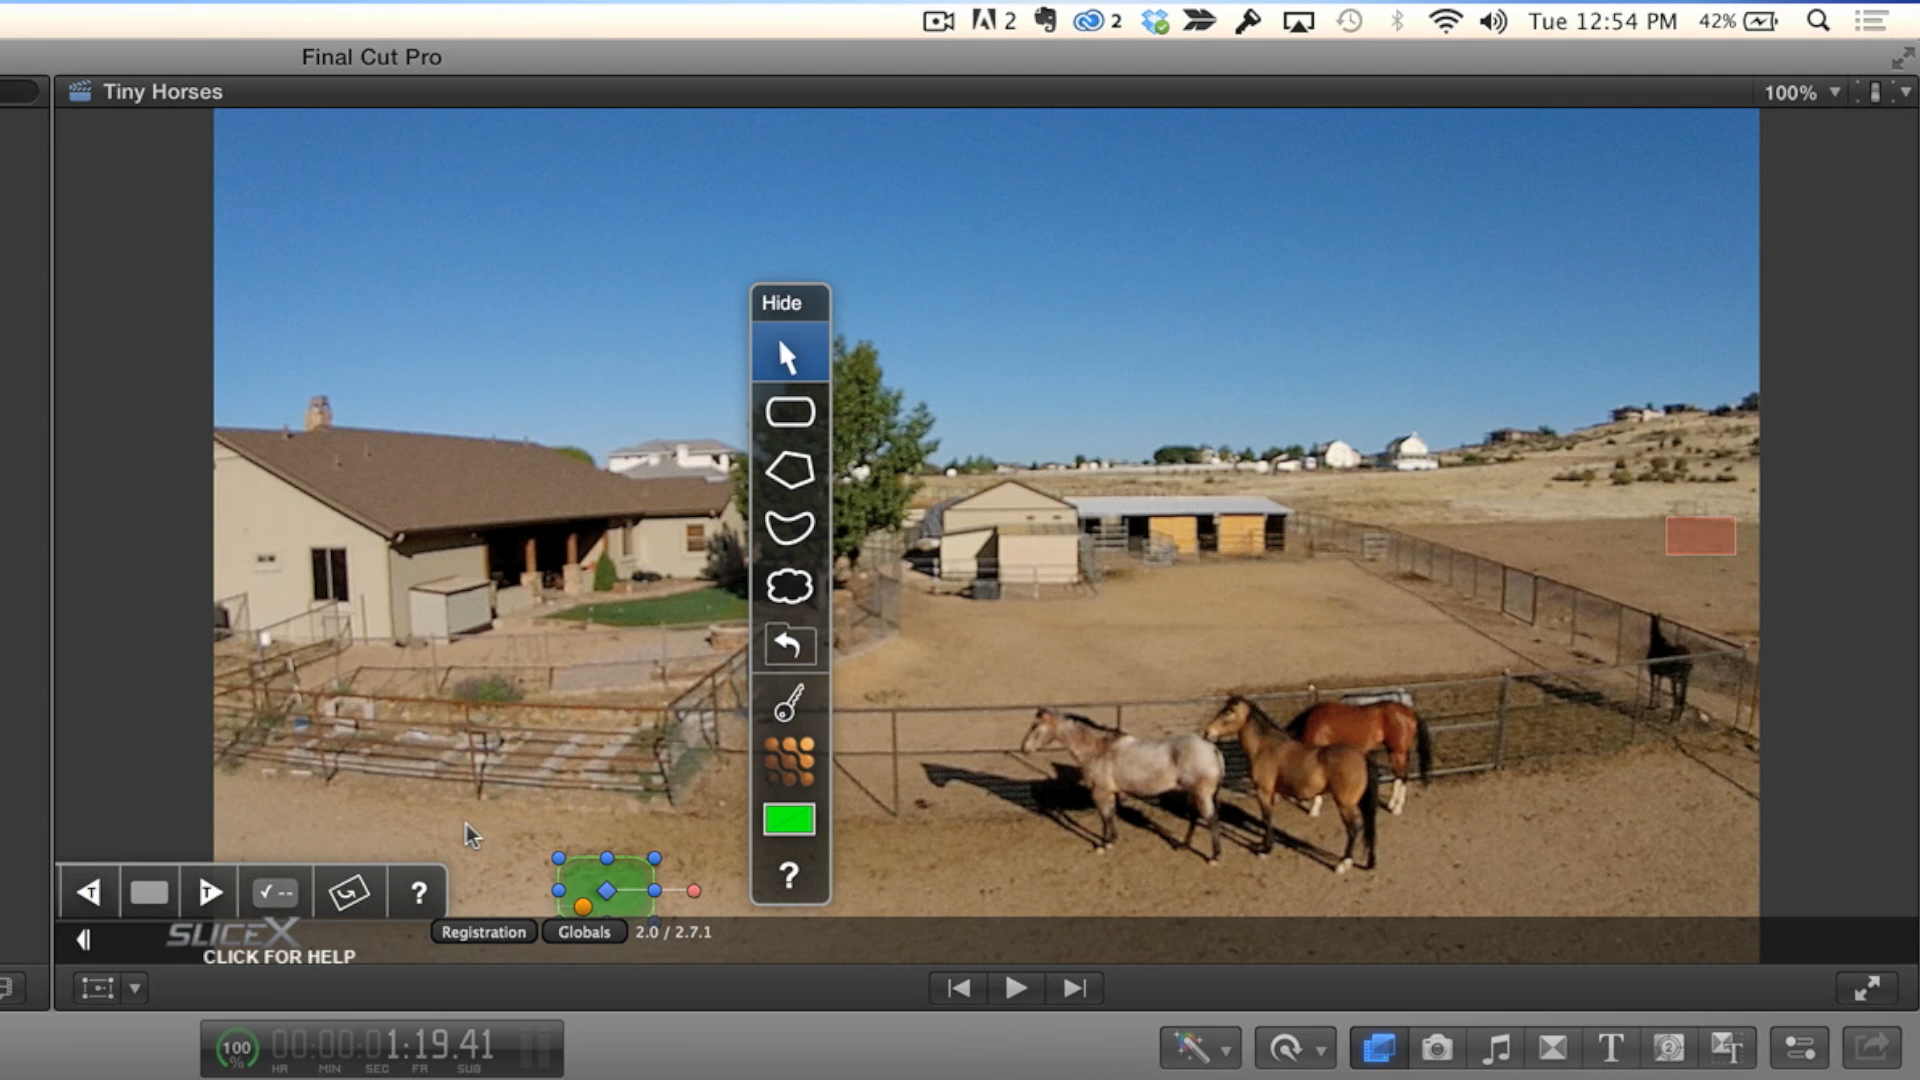 2
2
Tue 12:54 PM
42%
Final Cut Pro
Tiny Horses
100%
Hide
?
T
T
✓ --
?
SLICEX
CLICK FOR HELP
Registration
Globals
2.0 / 2.7.1
100
%
00:00:01:19.41
HR MIN SEC FR SUB
T
2
T